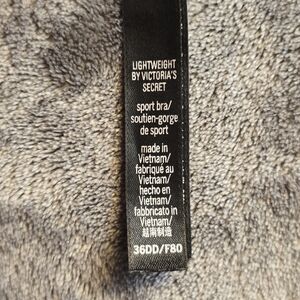 LIGHTWEIGHT
BY VICTORIA'S
SECRET
sport bra/
soutien-gorge
de sport
made in
Vietnam/
fabriqué au
Vietnam/
hecho en
Vietnam/
fabbricato in
Vietnam/
越南制造
36DD/F80